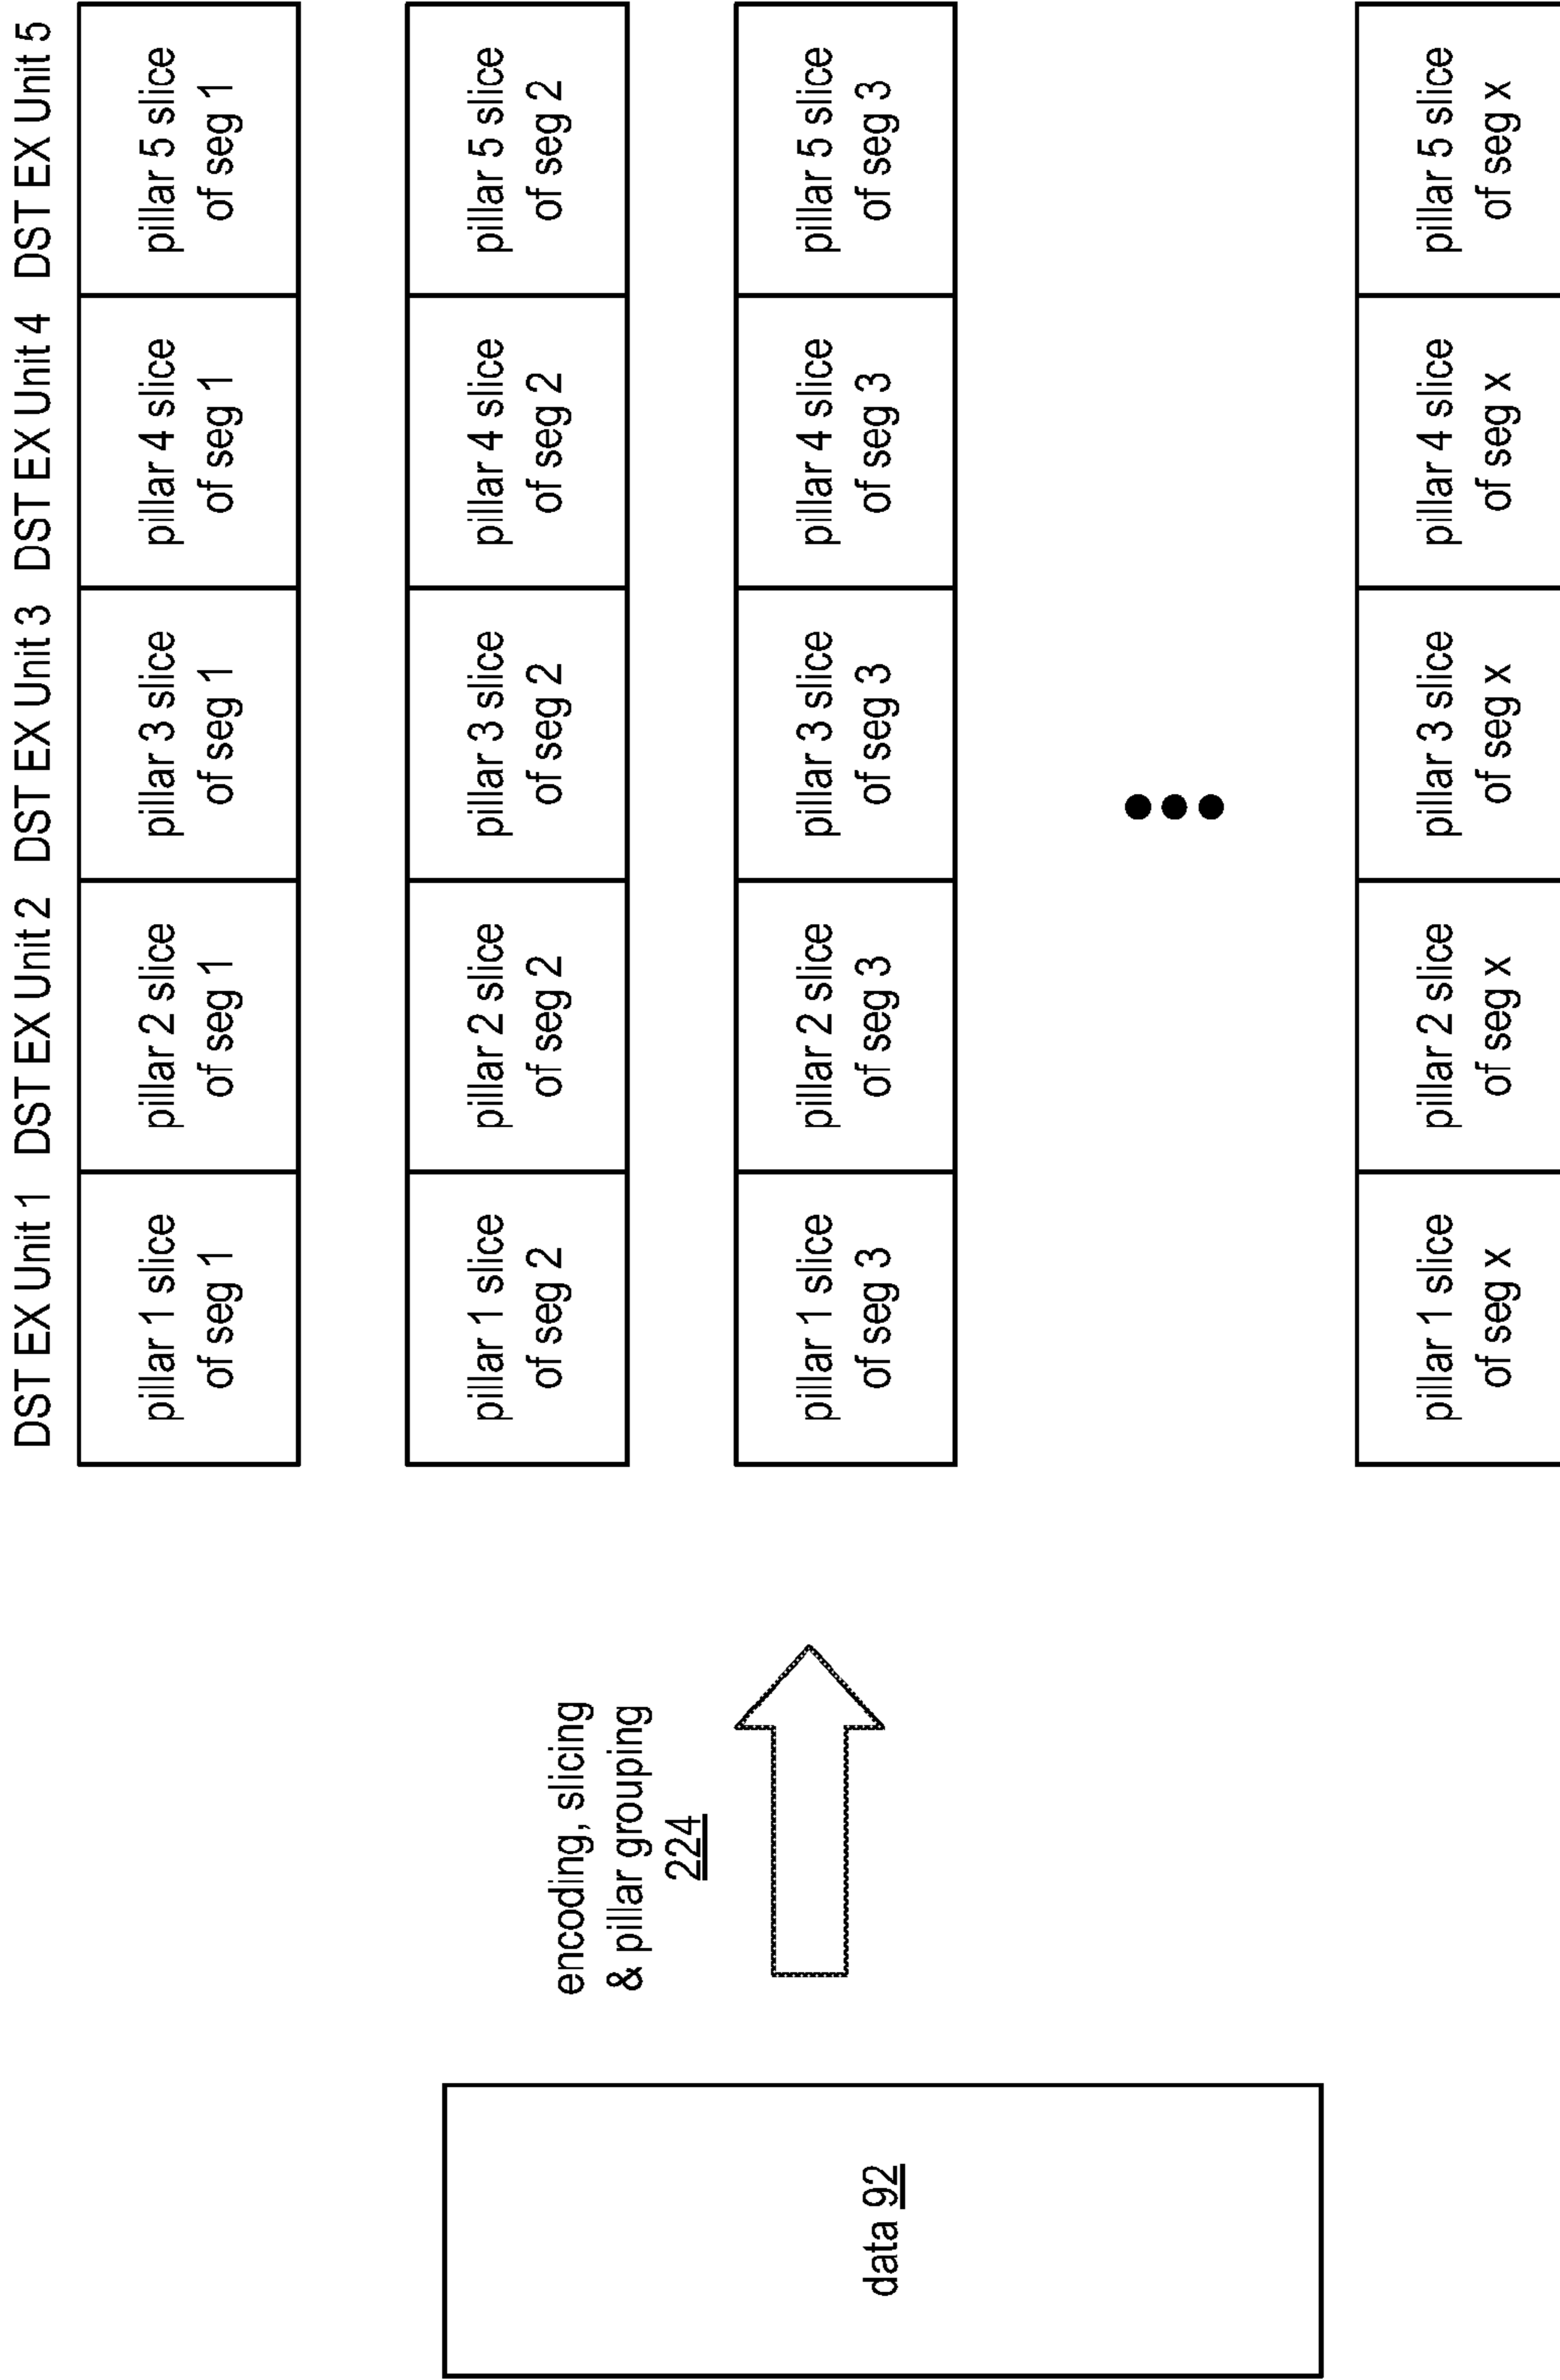 data 92
encoding, slicing
& pillar grouping
224
DST EX Unit 1 DST EX Unit 2 DST EX Unit 3 DST EX Unit 4 DST EX Unit 5
pillar 1 slice
of seg 1
pillar 2 slice
of seg 1
pillar 3 slice
of seg 1
pillar 4 slice
of seg 1
pillar 5 slice
of seg 1
pillar 1 slice
of seg 2
pillar 2 slice
of seg 2
pillar 3 slice
of seg 2
pillar 4 slice
of seg 2
pillar 5 slice
of seg 2
pillar 1 slice
of seg 3
pillar 2 slice
of seg 3
pillar 3 slice
of seg 3
pillar 4 slice
of seg 3
pillar 5 slice
of seg 3
pillar 1 slice
of seg x
pillar 2 slice
of seg x
pillar 3 slice
of seg x
pillar 4 slice
of seg x
pillar 5 slice
of seg x